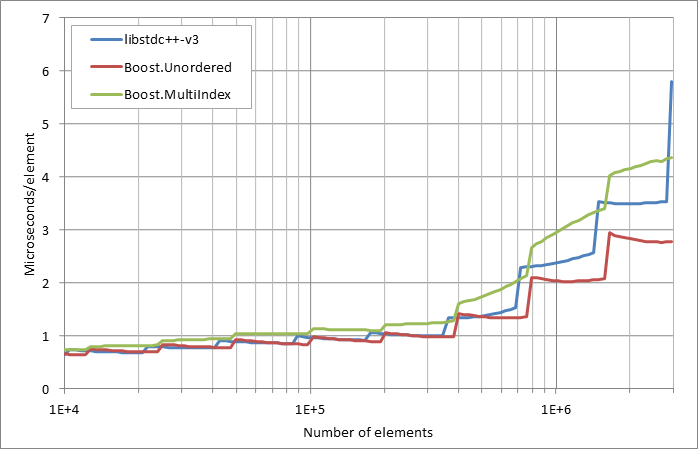 7
6
5
4
3
2
1
0
libstdc++-v3
Boost.Unordered
Boost.MultiIndex
Microseconds/element
1E+4
1E+5
1E+6
Number of elements